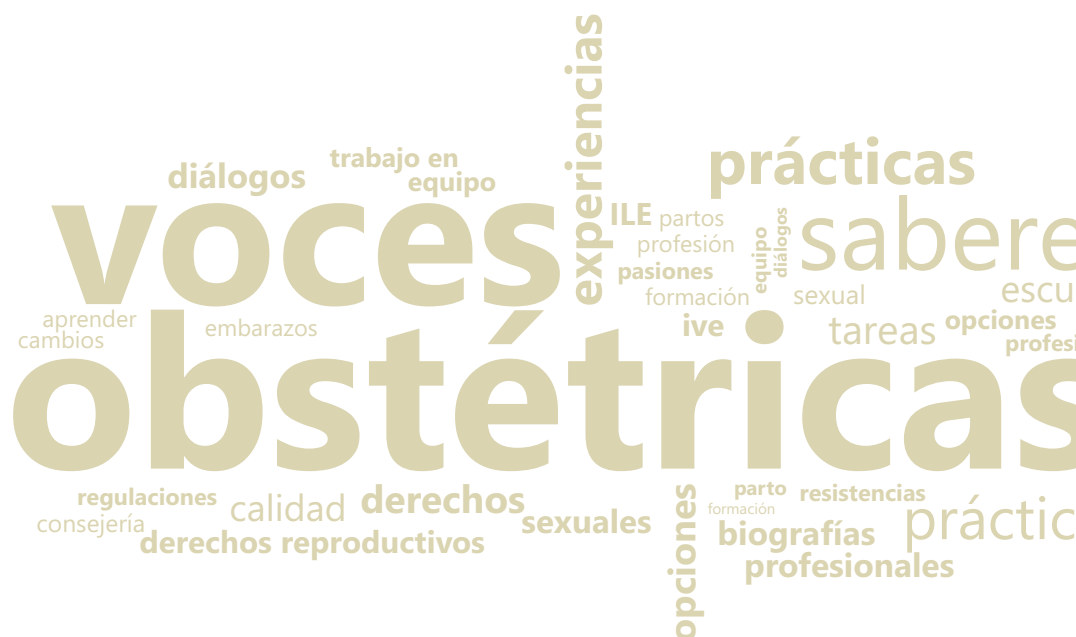 experiencias
diálogos
trabajo en
equipo
prácticas
voces
ILE
partos
profesión
pasiones
formación
equipo
diálogos
sabere
sexual
escu
aprender
cambios
embarazos
ive
tareas
opciones
profesi
obstétricas
regulaciones
consejería
calidad
derechos
derechos reproductivos
sexuales
opciones
parto
formación
resistencias
biografías
profesionales
práctic